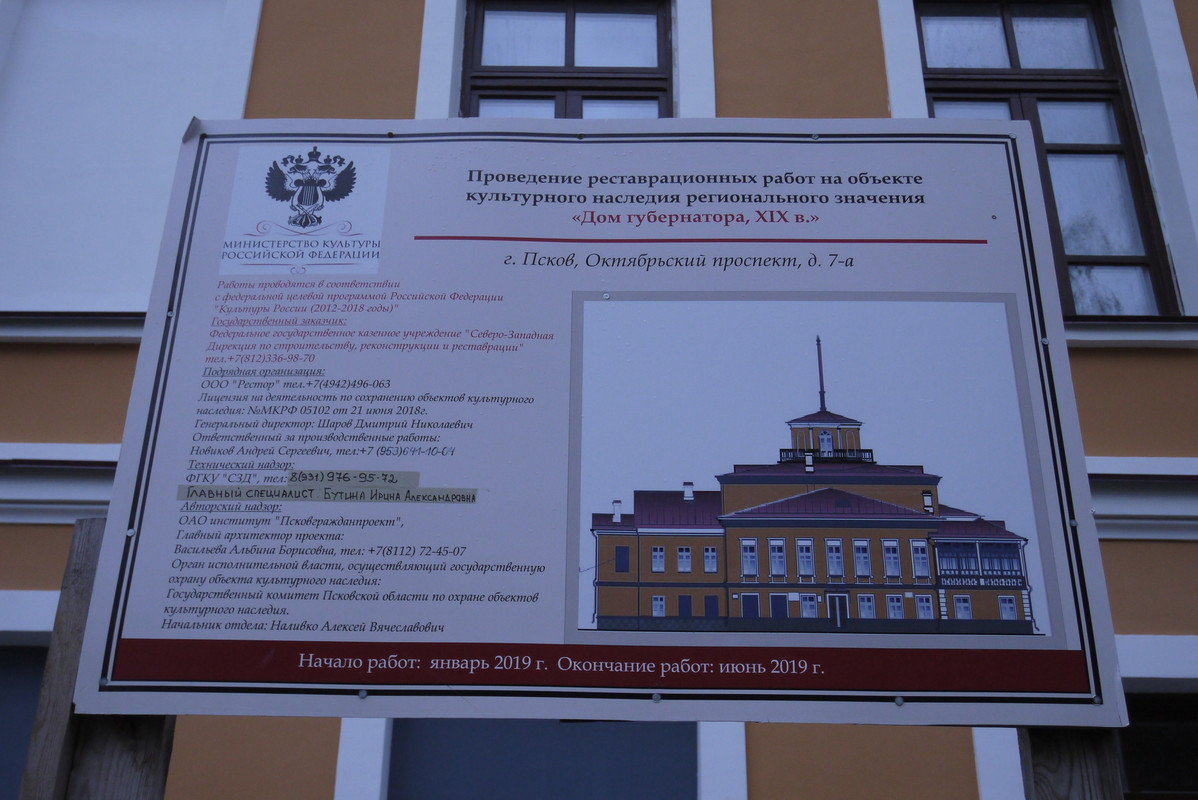 МИНИСТЕРСТВО КУЛЬТУРЫ
РОССИЙСКОЙ ФЕДЕРАЦИИ
Проведение реставрационных работ на объекте
культурного наследия регионального значения
«Дом губернатора, XIX в.»
г. Псков, Октябрьский проспект, д. 7-а
Работы проводятся в соответствии
с федеральной целевой программой Российской Федерации
"Культуры России (2012-2018 годы)"
Государственный заказчик:
Федеральное государственное казенное учреждение "Северо-Западная
Дирекция по строительству, реконструкции и реставрации"
тел.+7(812)336-98-70
Подрядная организация:
ООО "Рестор" тел.+7(4942)496-063
Лицензия на деятельность по сохранению объектов культурного
наследия: №МКРФ 05102 от 21 июня 2018г.
Генеральный директор: Шаров Дмитрий Николаевич
Ответственный за производственные работы:
Новиков Андрей Сергеевич, тел:+7 (953)641-10-04
Технический надзор:
ФГКУ "СЗД", тел: 8(931) 976-95-72
Главный специалист. Бутина Ирина Александровна
Авторский надзор:
ОАО институт "Псковгражданпроект",
Главный архитектор проекта:
Васильева Альбина Борисовна, тел: +7(8112) 72-45-07
Орган исполнительной власти, осуществляющий государственную
охрану объекта культурного наследия:
Государственный комитет Псковской области по охране объектов
культурного наследия.
Начальник отдела: Наливко Алексей Вячеславович
Начало работ: январь 2019 г. Окончание работ: июнь 2019 г.